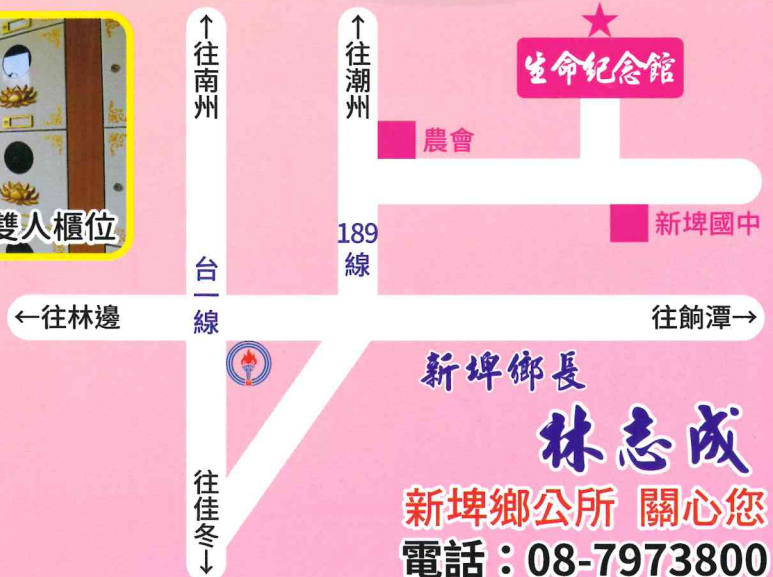 ↑往南州
↑往潮州
生命紀念館
農會
雙人櫃位
新埤國中
189線
台一線
←往林邊
往餉潭→
新埤鄉長
林志成
往佳冬↓
新埤鄉公所 關心您
電話：08-7973800